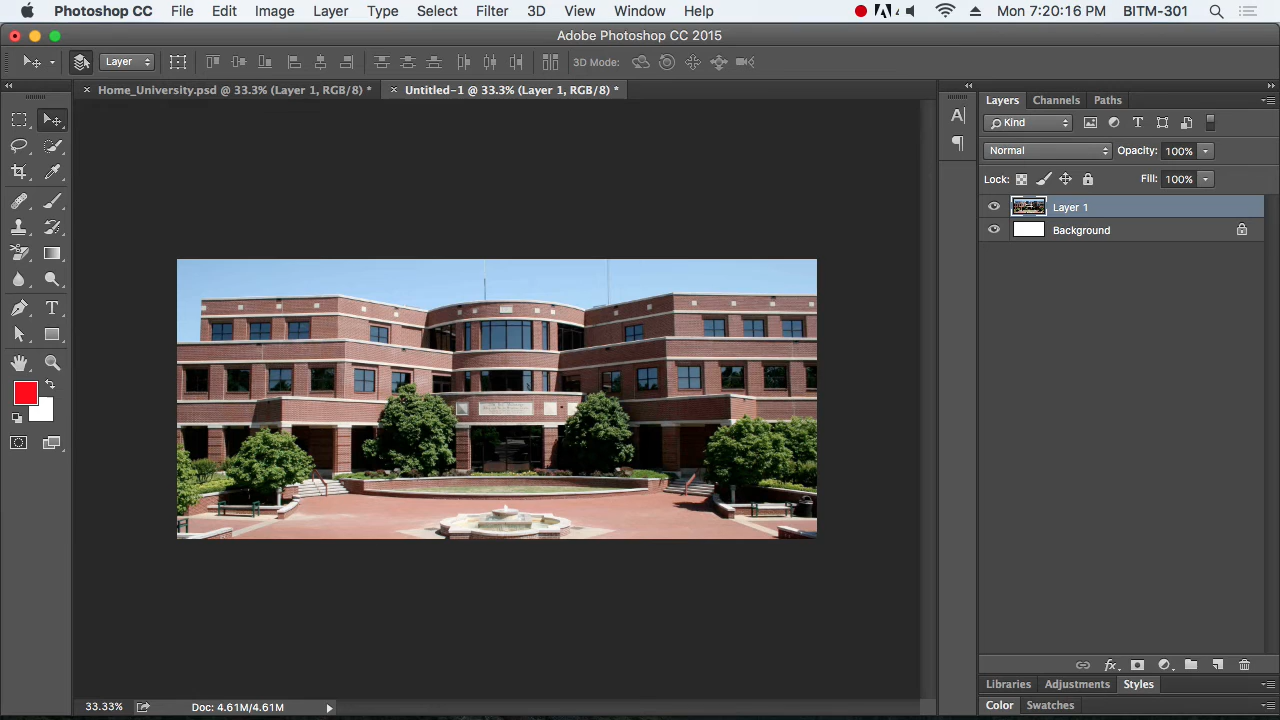 Photoshop CC File Edit Image Layer Type Select Filter 3D View Window Help Mon 7:20:16 PM BITM-301
Adobe Photoshop CC 2015
Layer 3D Mode:
Home_University.psd @ 33.3% (Layer 1, RGB/8) * Untitled-1 @ 33.3% (Layer 1, RGB/8) *
Layers Channels Paths
Kind
Normal Opacity: 100%
Lock: Fill: 100%
Layer 1
Background
Libraries Adjustments Styles
Color Swatches
33.33% Doc: 4.61M/4.61M